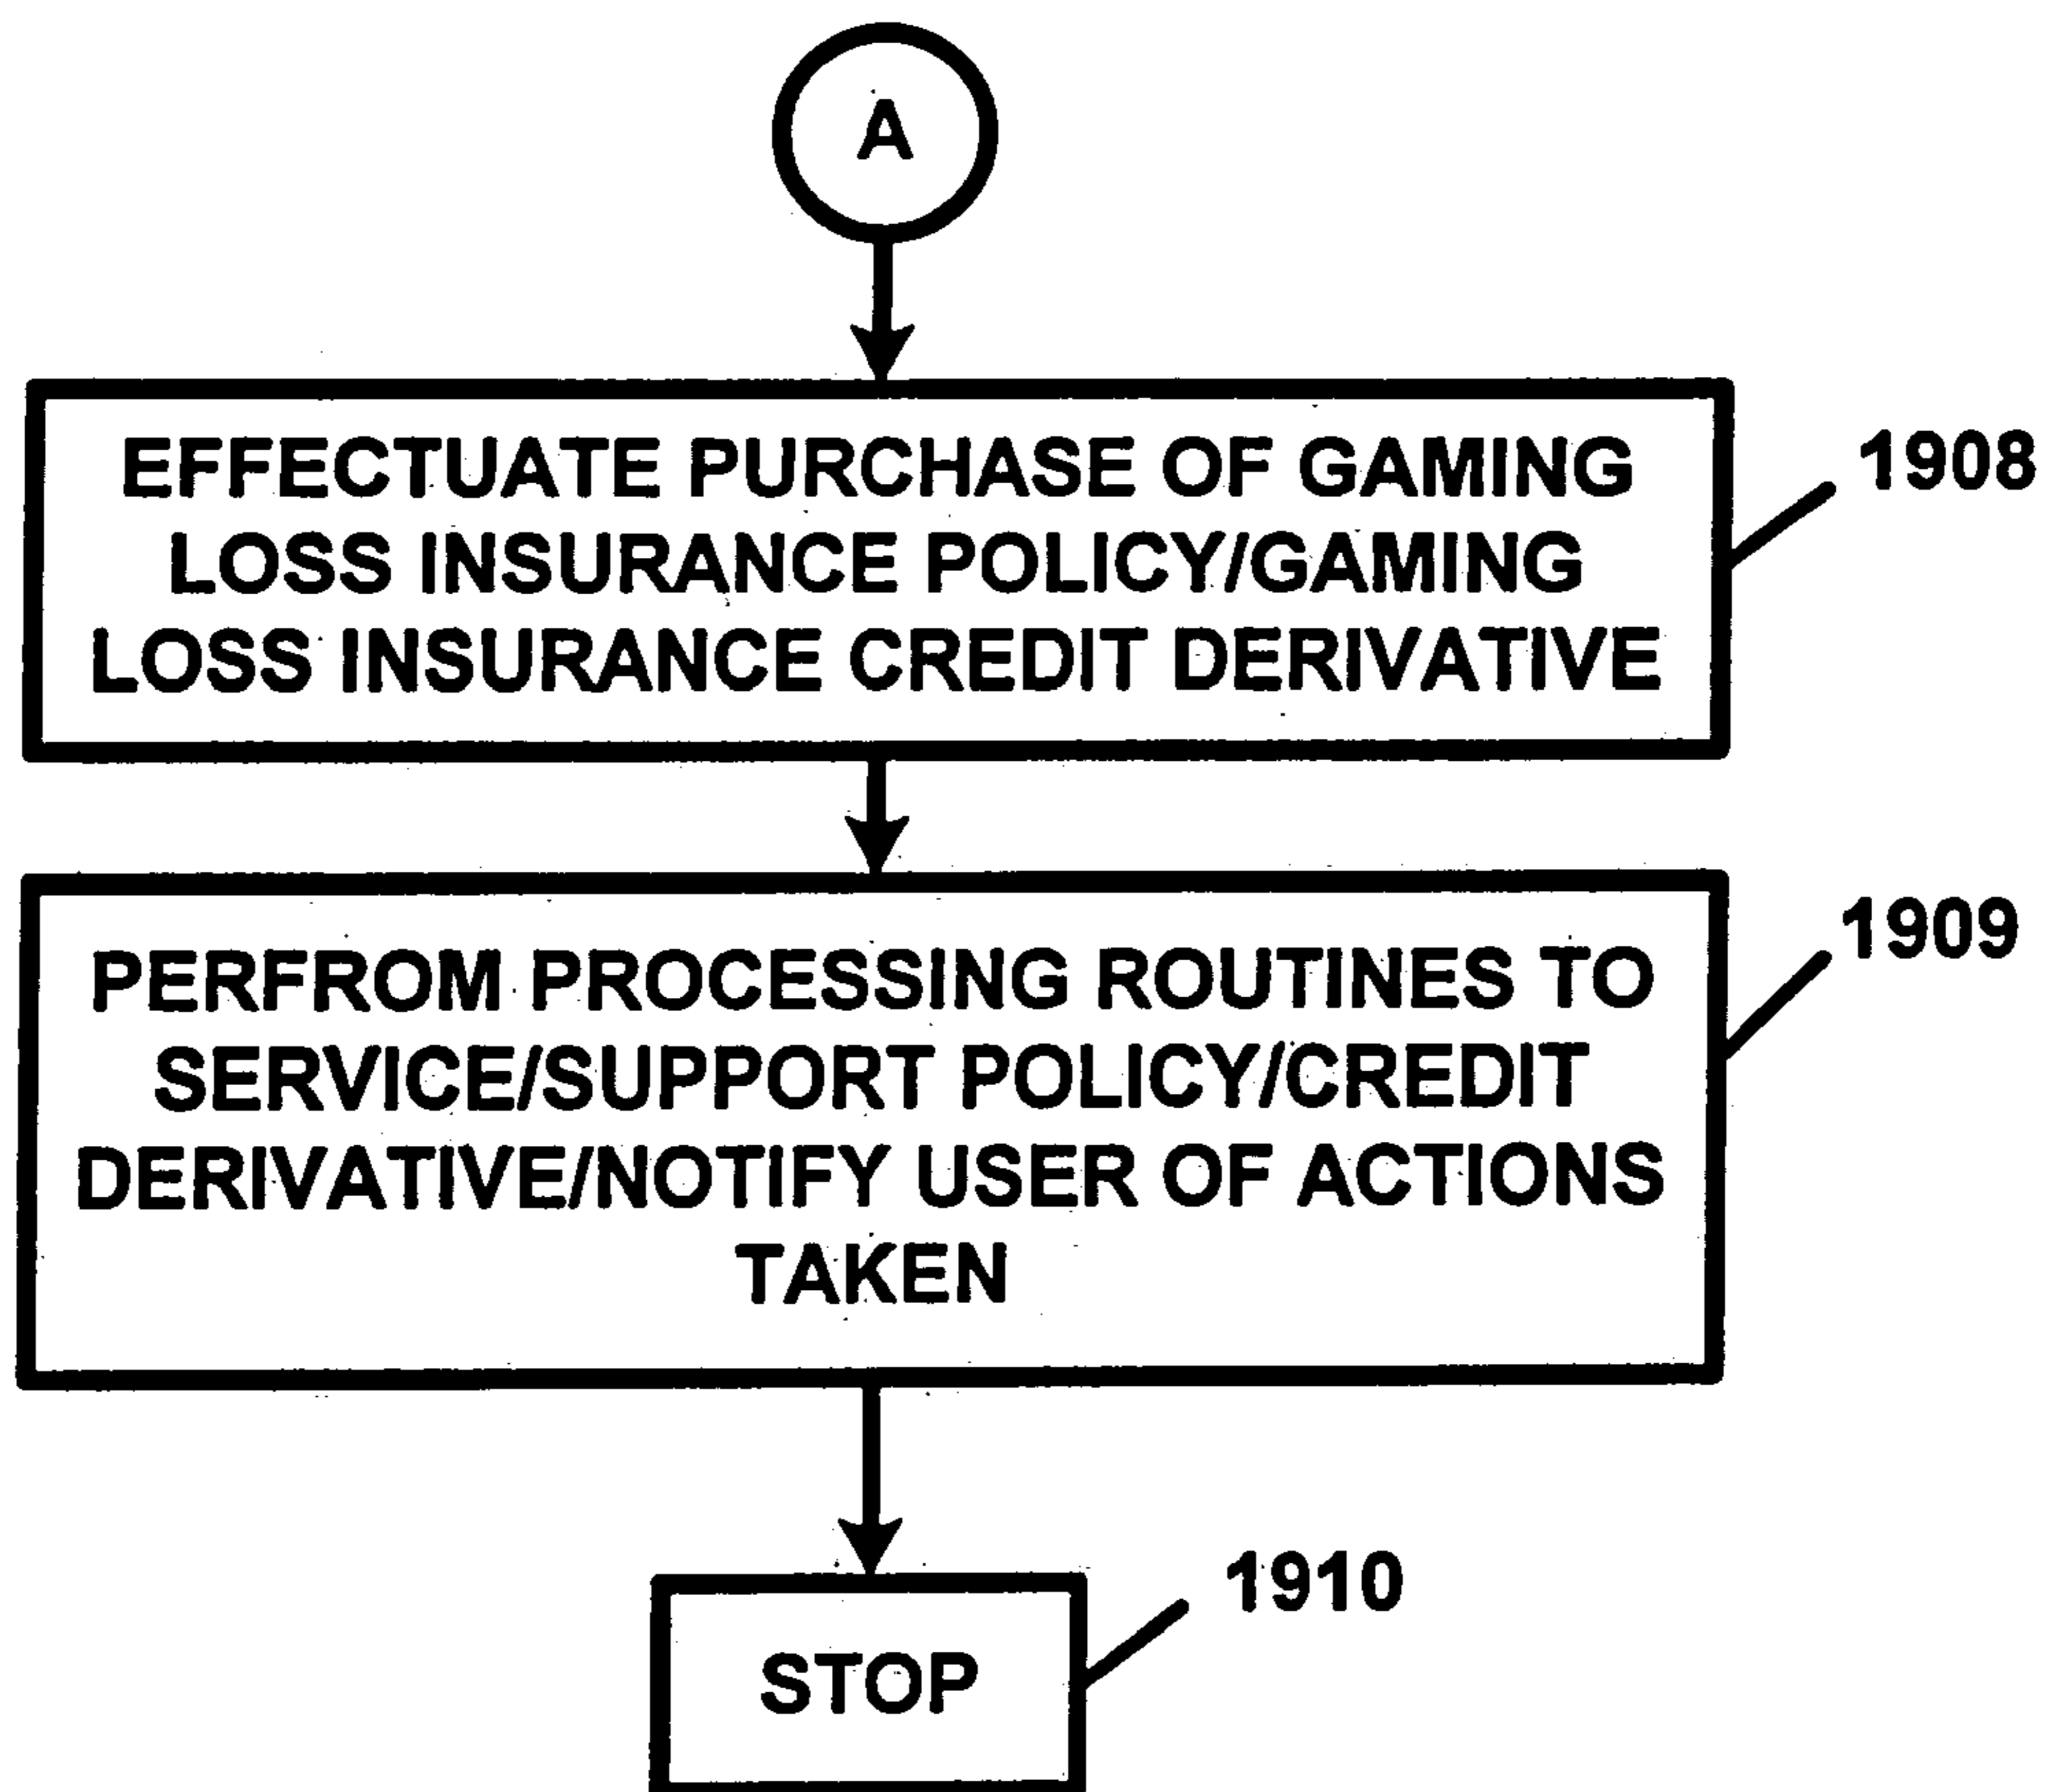 A
EFFECTUATE PURCHASE OF GAMING
LOSS INSURANCE POLICY/GAMING
LOSS INSURANCE CREDIT DERIVATIVE
1908
PERFROM PROCESSING ROUTINES TO
SERVICE/SUPPORT POLICY/CREDIT
DERIVATIVE/NOTIFY USER OF ACTIONS
TAKEN
1909
STOP
1910